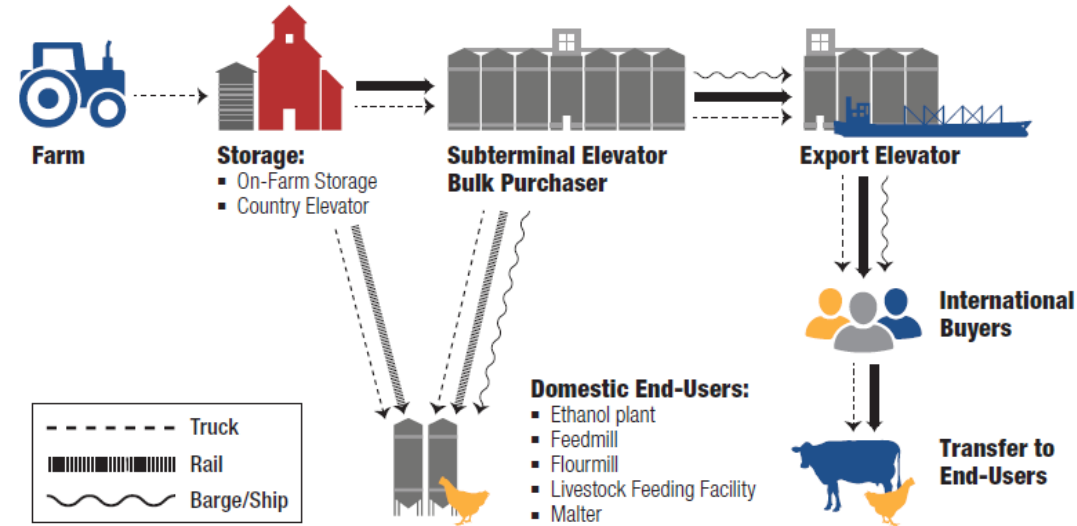 Farm
Storage:
▪ On-Farm Storage
▪ Country Elevator
Subterminal Elevator
Bulk Purchaser
Export Elevator
International
Buyers
Domestic End-Users:
▪ Ethanol plant
▪ Feedmill
▪ Flourmill
▪ Livestock Feeding Facility
▪ Malter
Transfer to
End-Users
Truck
Rail
Barge/Ship